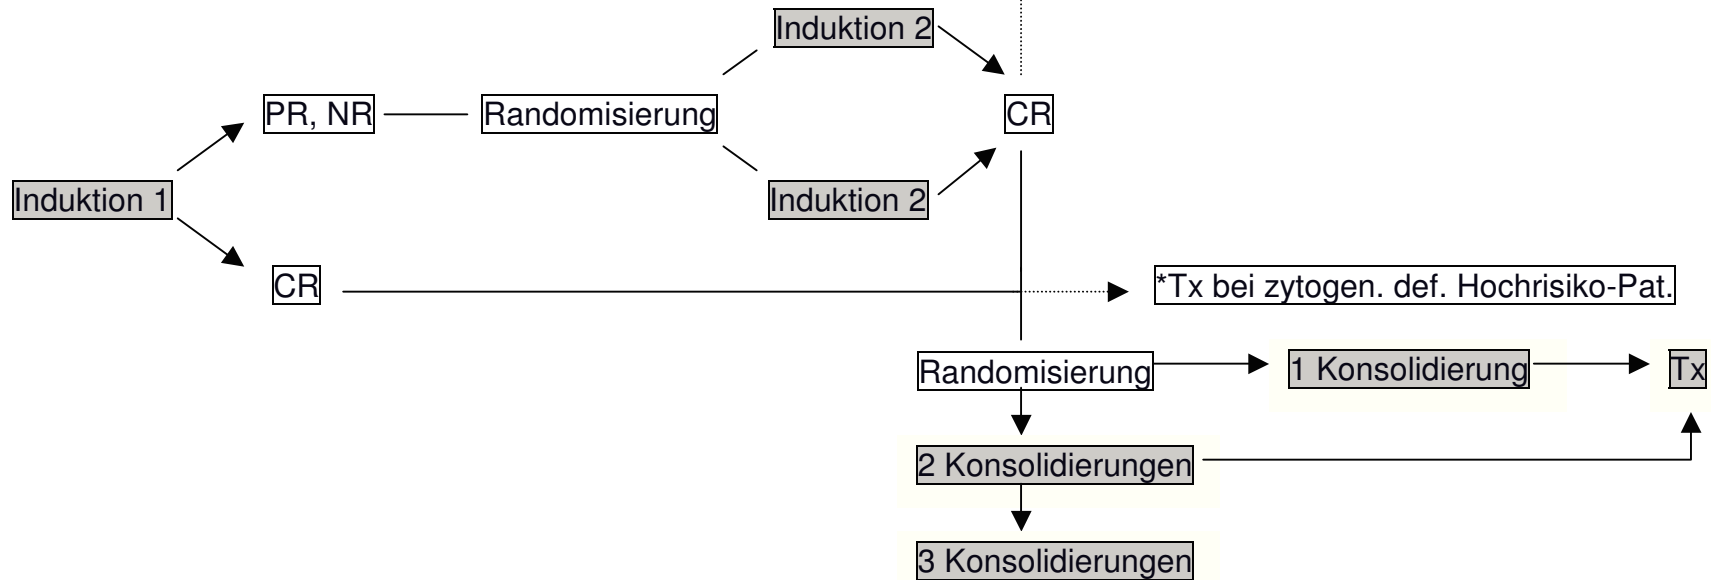 Induktion 2
PR, NR
Randomisierung
CR
Induktion 1
Induktion 2
CR
*Tx bei zytogen. def. Hochrisiko-Pat.
Randomisierung
1 Konsolidierung
Tx
2 Konsolidierungen
3 Konsolidierungen